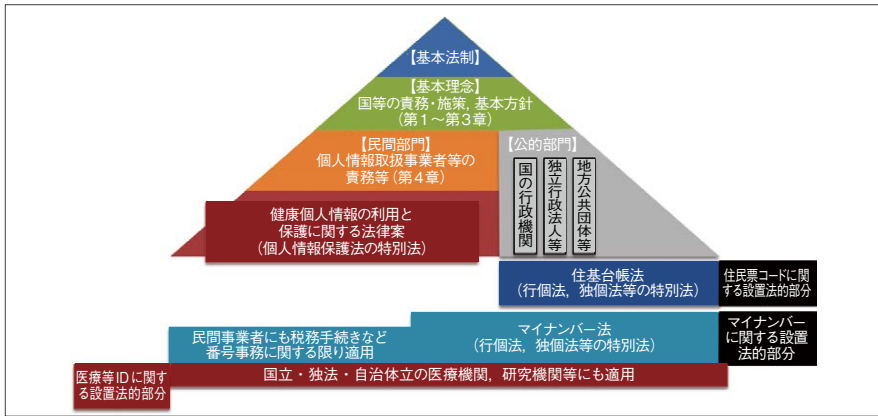 【基本法制】
【基本理念】
国等の責務・施策, 基本方針
(第1～第3章)
【民間部門】
個人情報取扱事業者等の
責務等(第4章)
【公的部門】
国の行政機関
独立行政法人等
地方公共団体等
健康個人情報の利用と
保護に関する法律案
(個人情報保護法の特別法)
住基台帳法
(行個法, 独個法等の特別法)
住民票コードに関
する設置法的部分
民間事業者にも税務手続きなど
番号事務に関する限り適用
マイナンバー法
(行個法, 独個法等の特別法)
マイナンバー
に関する設置
法的部分
医療等IDに関す
る設置法的部分
国立・独法・自治体立の医療機関, 研究機関等にも適用